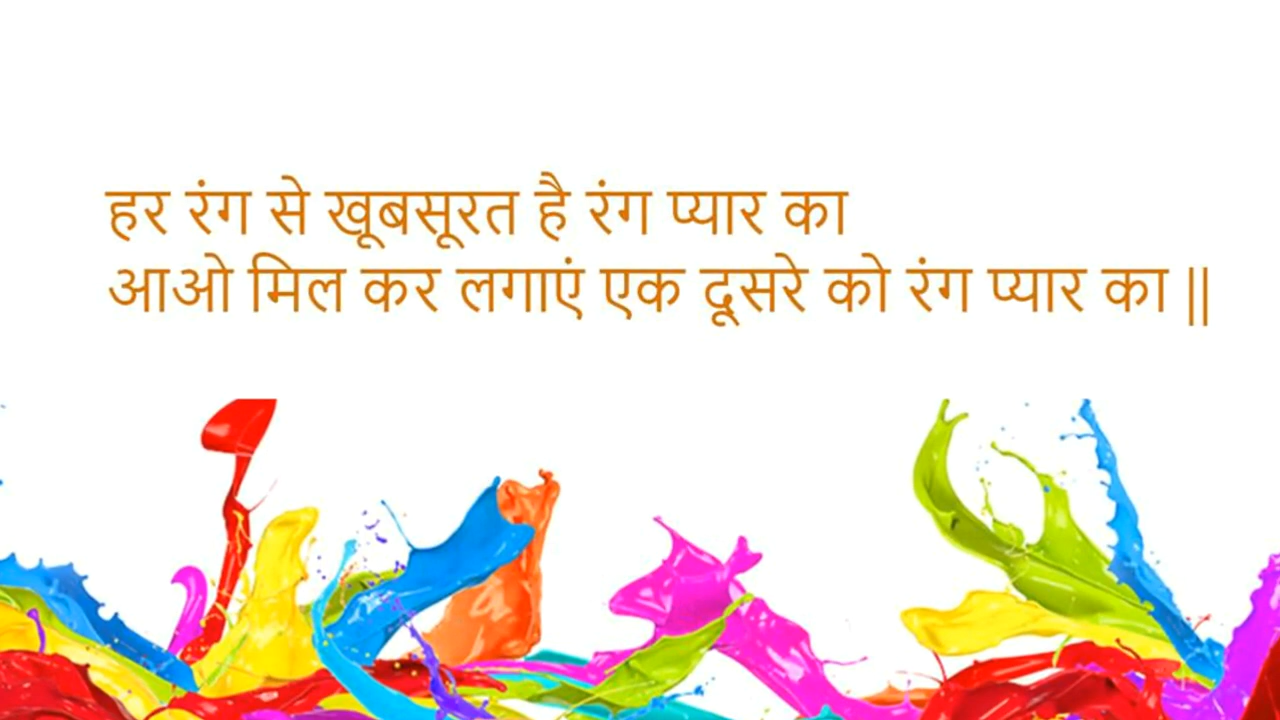 हर रंग से खूबसूरत है रंग प्यार का
आओ मिल कर लगाएं एक दूसरे को रंग प्यार का ||